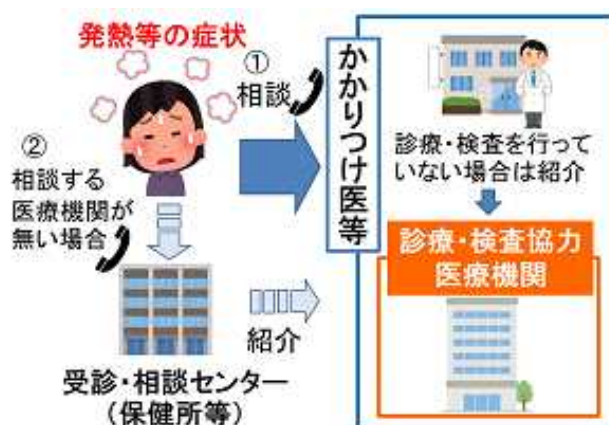 発熱等の症状
①
相談
かかりつけ医等
診療・検査を行って
いない場合は紹介
診療・検査協力
医療機関
②
相談する
医療機関が
無い場合
紹介
受診・相談センター
（保健所等）